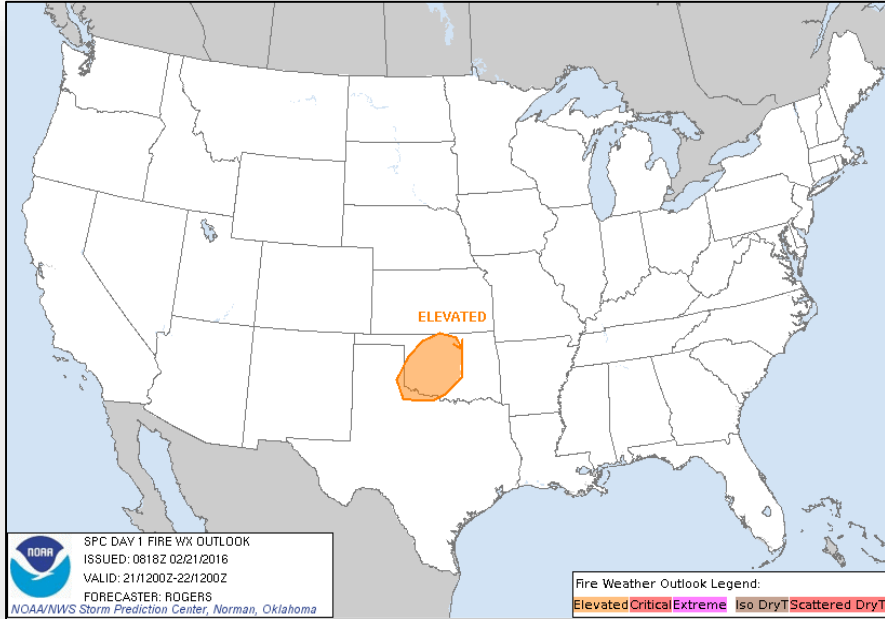 ELEVATED
NOAA
SPC DAY 1 FIRE WX OUTLOOK
ISSUED: 0818Z 02/21/2016
VALID: 21/1200Z-22/1200Z
FORECASTER: ROGERS
NOAA/NWS Storm Prediction Center, Norman, Oklahoma
Fire Weather Outlook Legend:
Elevated Critical Extreme Iso DryT Scattered DryT